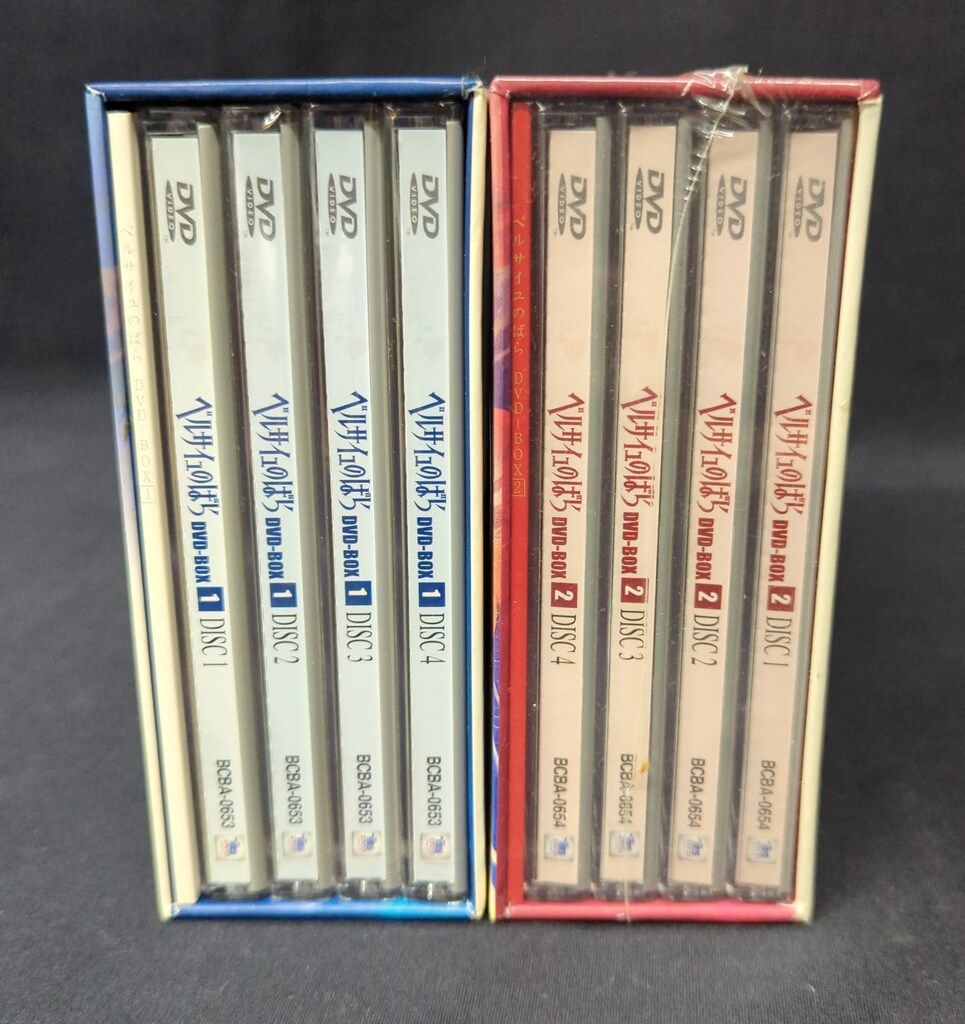 ベルサイユのばら DVD-BOX 1
DVD VIDEO ™ ベルサイユのばら DVD-BOX 1 DISC 1 BCBA-0653
DVD VIDEO ™ ベルサイユのばら DVD-BOX 1 DISC 2 BCBA-0653
DVD VIDEO ™ ベルサイユのばら DVD-BOX 1 DISC 3 BCBA-0653
DVD VIDEO ™ ベルサイユのばら DVD-BOX 1 DISC 4 BCBA-0653
ベルサイユのばら DVD-BOX 2
DVD VIDEO ™ ベルサイユのばら DVD-BOX 2 DISC 4 BCBA-0654
DVD VIDEO ™ ベルサイユのばら DVD-BOX 2 DISC 3 BCBA-0654
DVD VIDEO ™ ベルサイユのばら DVD-BOX 2 DISC 2 BCBA-0654
DVD VIDEO ™ ベルサイユのばら DVD-BOX 2 DISC 1 BCBA-0654